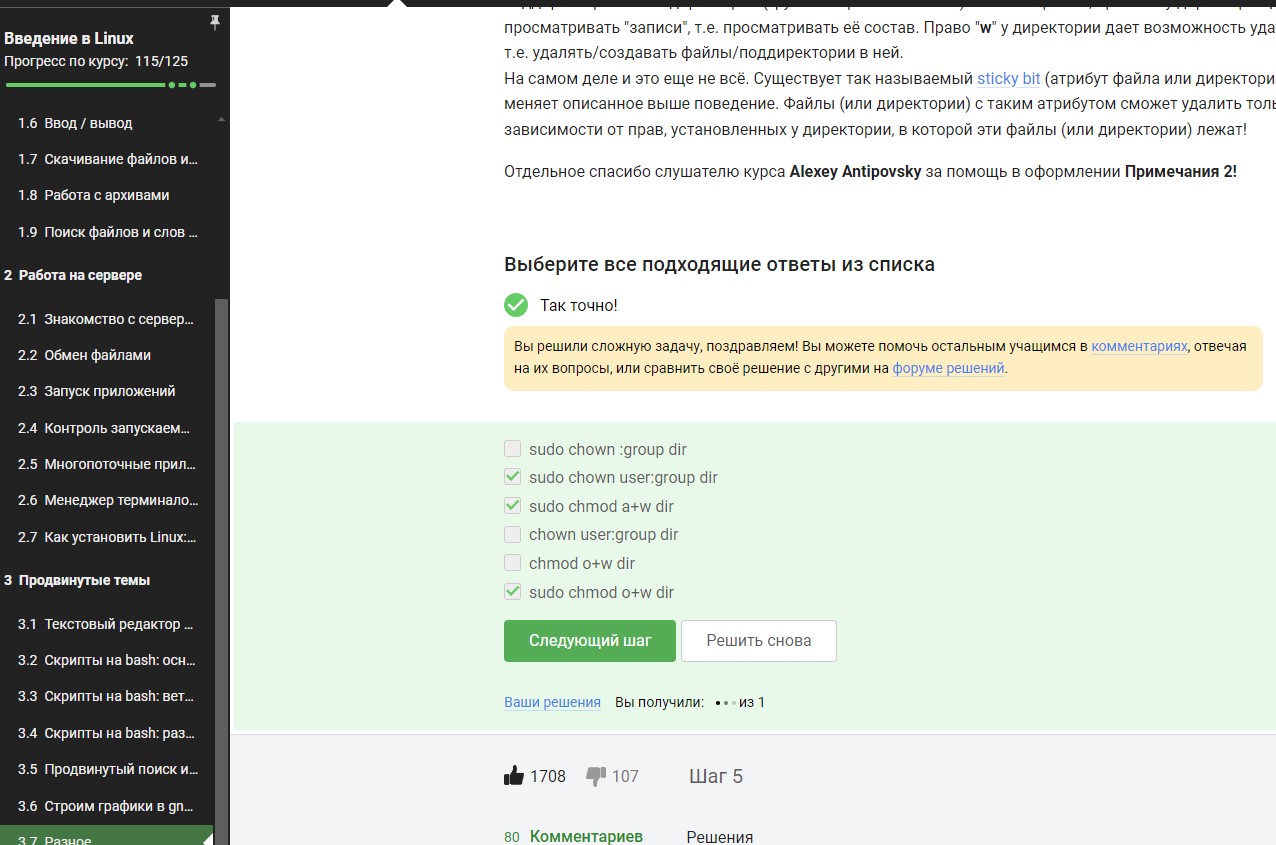 Введение в Linux
Прогресс по курсу: 115/125
1.6 Ввод / вывод
1.7 Скачивание файлов и...
1.8 Работа с архивами
1.9 Поиск файлов и слов ...
2 Работа на сервере
2.1 Знакомство с сервер...
2.2 Обмен файлами
2.3 Запуск приложений
2.4 Контроль запускаем...
2.5 Многопоточные прил...
2.6 Менеджер терминало...
2.7 Как установить Linux:...
3 Продвинутые темы
3.1 Текстовый редактор ...
3.2 Скрипты на bash: осн...
3.3 Скрипты на bash: вет...
3.4 Скрипты на bash: раз...
3.5 Продвинутый поиск и...
3.6 Строим графики в gn...
3.7 Разное
просматривать "записи", т.е. просматривать её состав. Право "w" у директории дает возможность уда
т.е. удалять/создавать файлы/поддиректории в ней.
На самом деле и это еще не всё. Существует так называемый sticky bit (атрибут файла или директори
меняет описанное выше поведение. Файлы (или директории) с таким атрибутом сможет удалить толь
зависимости от прав, установленных у директории, в которой эти файлы (или директории) лежат!
Отдельное спасибо слушателю курса Alexey Antipovsky за помощь в оформлении Примечания 2!
Выберите все подходящие ответы из списка
Так точно!
Вы решили сложную задачу, поздравляем! Вы можете помочь остальным учащимся в комментариях, отвечая
на их вопросы, или сравнить своё решение с другими на форуме решений.
sudo chown :group dir
sudo chown user:group dir
sudo chmod a+w dir
chown user:group dir
chmod o+w dir
sudo chmod o+w dir
Следующий шаг Решить снова
Ваши решения Вы получили: из 1
1708 107 Шаг 5
80 Комментариев Решения